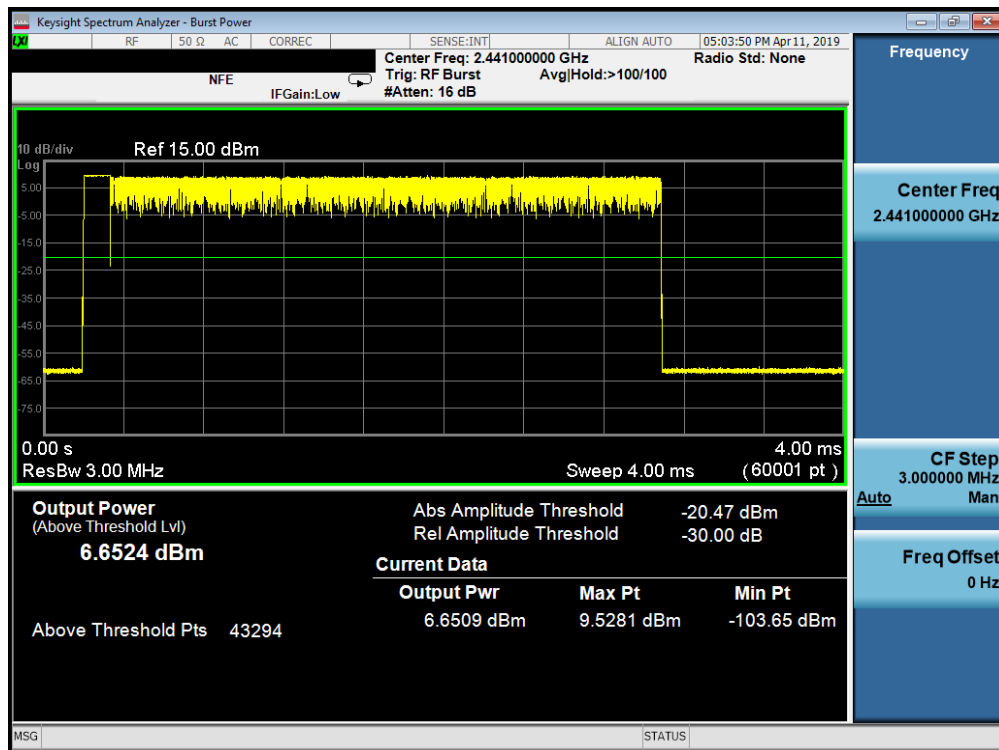 Keysight Spectrum Analyzer - Burst Power
LXI RF 50 Ω AC CORREC SENSE:INT ALIGN AUTO 05:03:50 PM Apr 11, 2019
Center Freq: 2.441000000 GHz Radio Std: None
NFE Trig: RF Burst Avg|Hold:>100/100
IFGain:Low #Atten: 16 dB
10 dB/div Ref 15.00 dBm
Log
5.00
-5.00
-15.0
-25.0
-35.0
-45.0
-55.0
-65.0
-75.0
0.00 s 4.00 ms
ResBw 3.00 MHz Sweep 4.00 ms (60001 pt)
Output Power
(Above Threshold Lvl)
6.6524 dBm
Above Threshold Pts 43294
Abs Amplitude Threshold -20.47 dBm
Rel Amplitude Threshold -30.00 dB
Current Data
Output Pwr Max Pt Min Pt
6.6509 dBm 9.5281 dBm -103.65 dBm
Frequency
Center Freq
2.441000000 GHz
CF Step
3.000000 MHz
Auto Man
Freq Offset
0 Hz
MSG STATUS